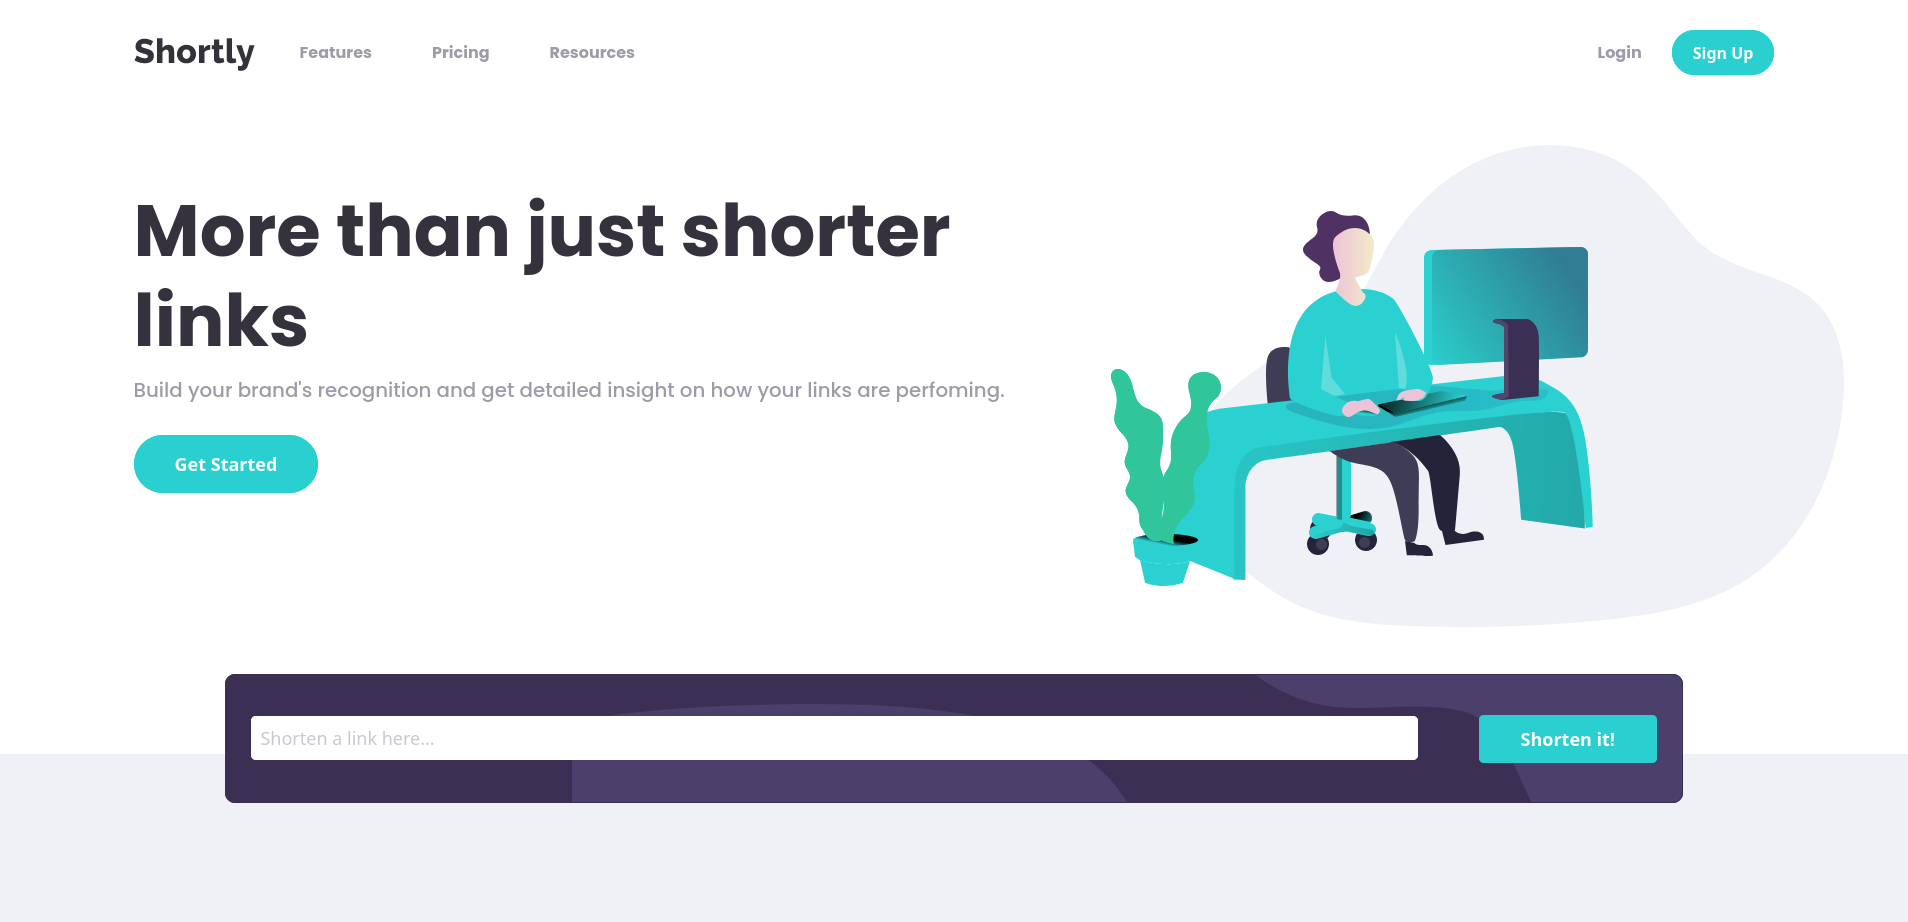 Shortly
Features
Pricing
Resources
Login
Sign Up
More than just shorter
links
Build your brand's recognition and get detailed insight on how your links are perfoming.
Get Started
Shorten a link here...
Shorten it!